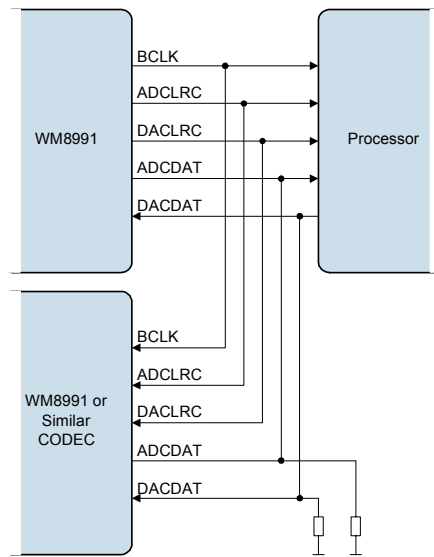 BCLK
ADCLRC
DACLRC
ADCDAT
DACDAT
WM8991
Processor
BCLK
ADCLRC
DACLRC
ADCDAT
DACDAT
WM8991 or
Similar
CODEC